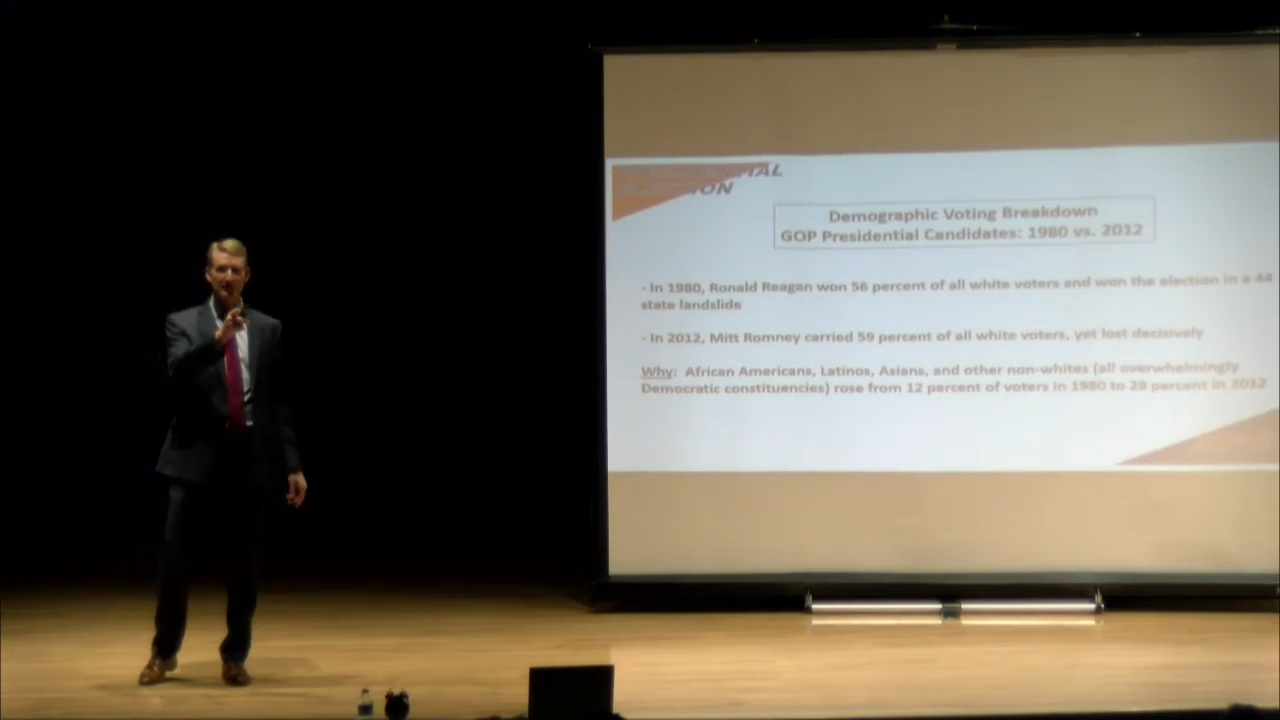 Demographic Voting Breakdown
GOP Presidential Candidates: 1980 vs. 2012
- In 1980, Ronald Reagan won 56 percent of all white voters and won the election in a 44
state landslide
- In 2012, Mitt Romney carried 59 percent of all white voters, yet lost decisively
Why: African Americans, Latinos, Asians, and other non-whites (all overwhelmingly
Democratic constituencies) rose from 12 percent of voters in 1980 to 28 percent in 2012